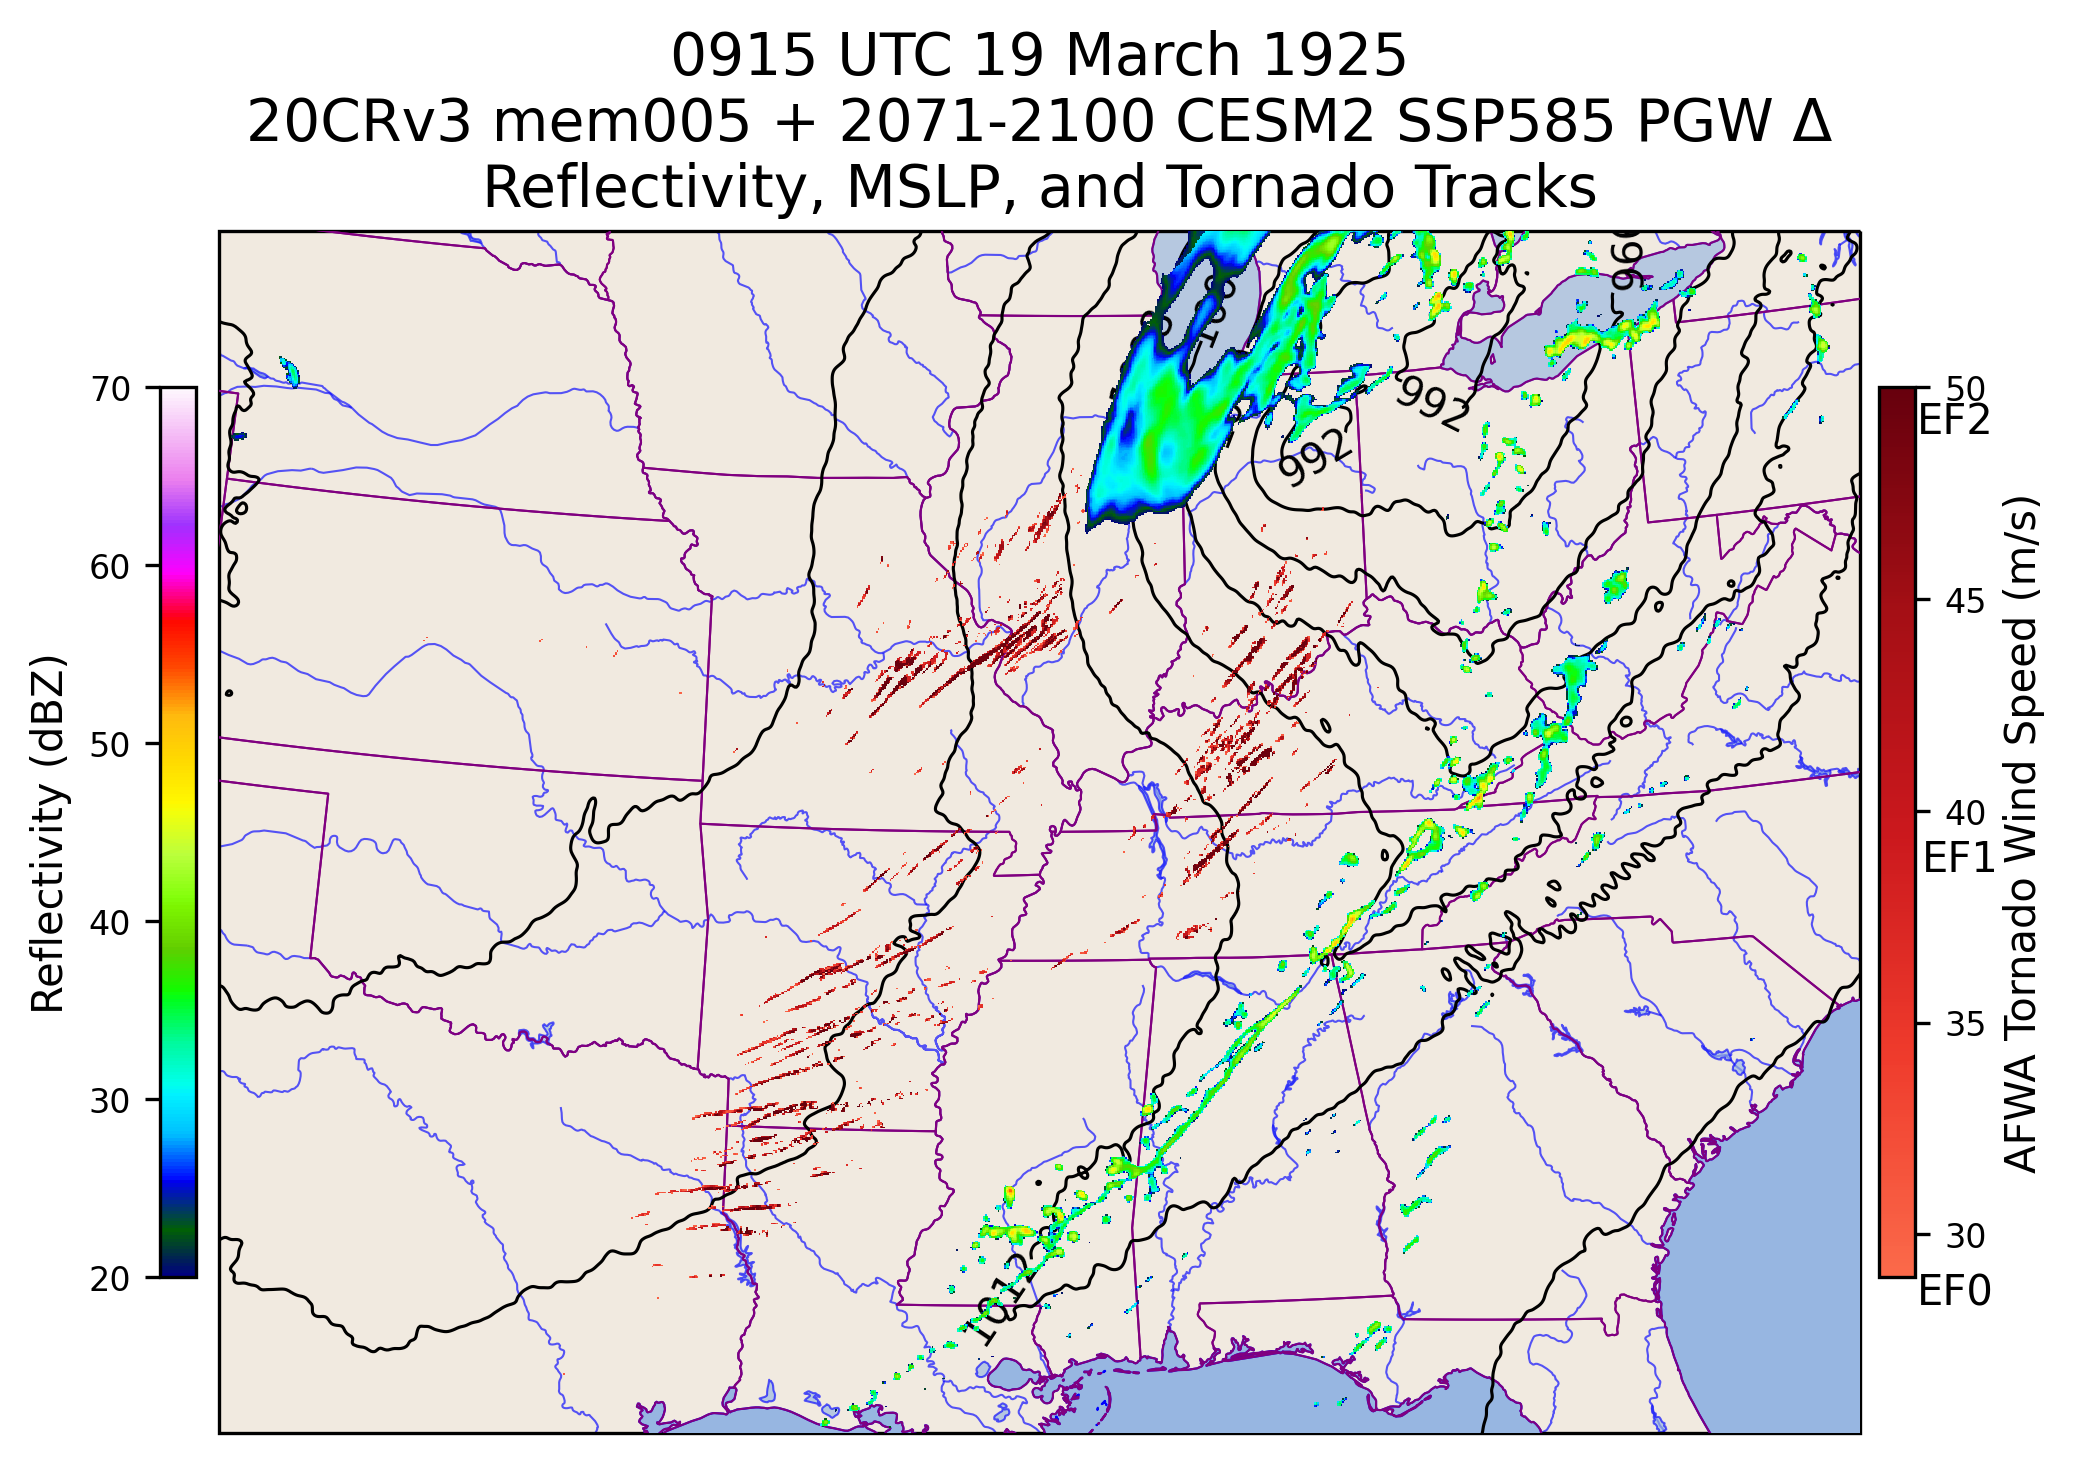 0915 UTC 19 March 1925
20CRv3 mem005 + 2071-2100 CESM2 SSP585 PGW Δ
Reflectivity, MSLP, and Tornado Tracks
Reflectivity (dBZ)
70
60
50
40
30
20
992
992
50
EF2
45
40
EF1
35
30
EF0
AFWA Tornado Wind Speed (m/s)